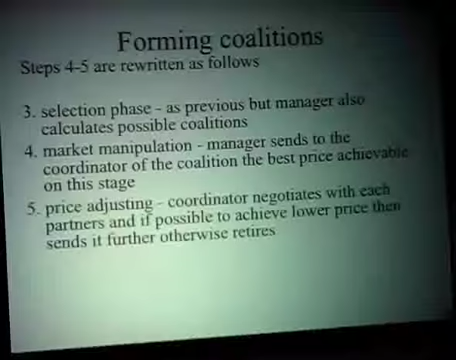 Forming coalitions
Steps 4-5 are rewritten as follows
3. selection phase - as previous but manager also
calculates possible coalitions
4. market manipulation - manager sends to the
coordinator of the coalition the best price achievable
on this stage
5. price adjusting - coordinator negotiates with each
partners and if possible to achieve lower price then
sends it further otherwise retires